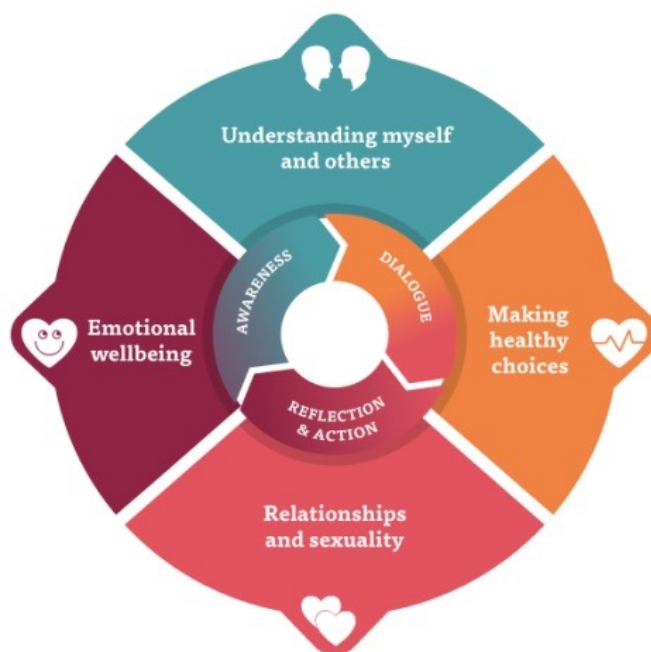 Understanding myself
and others
AWARENESS
DIALOGUE
Emotional
wellbeing
Making
healthy
choices
REFLECTION
& ACTION
Relationships
and sexuality